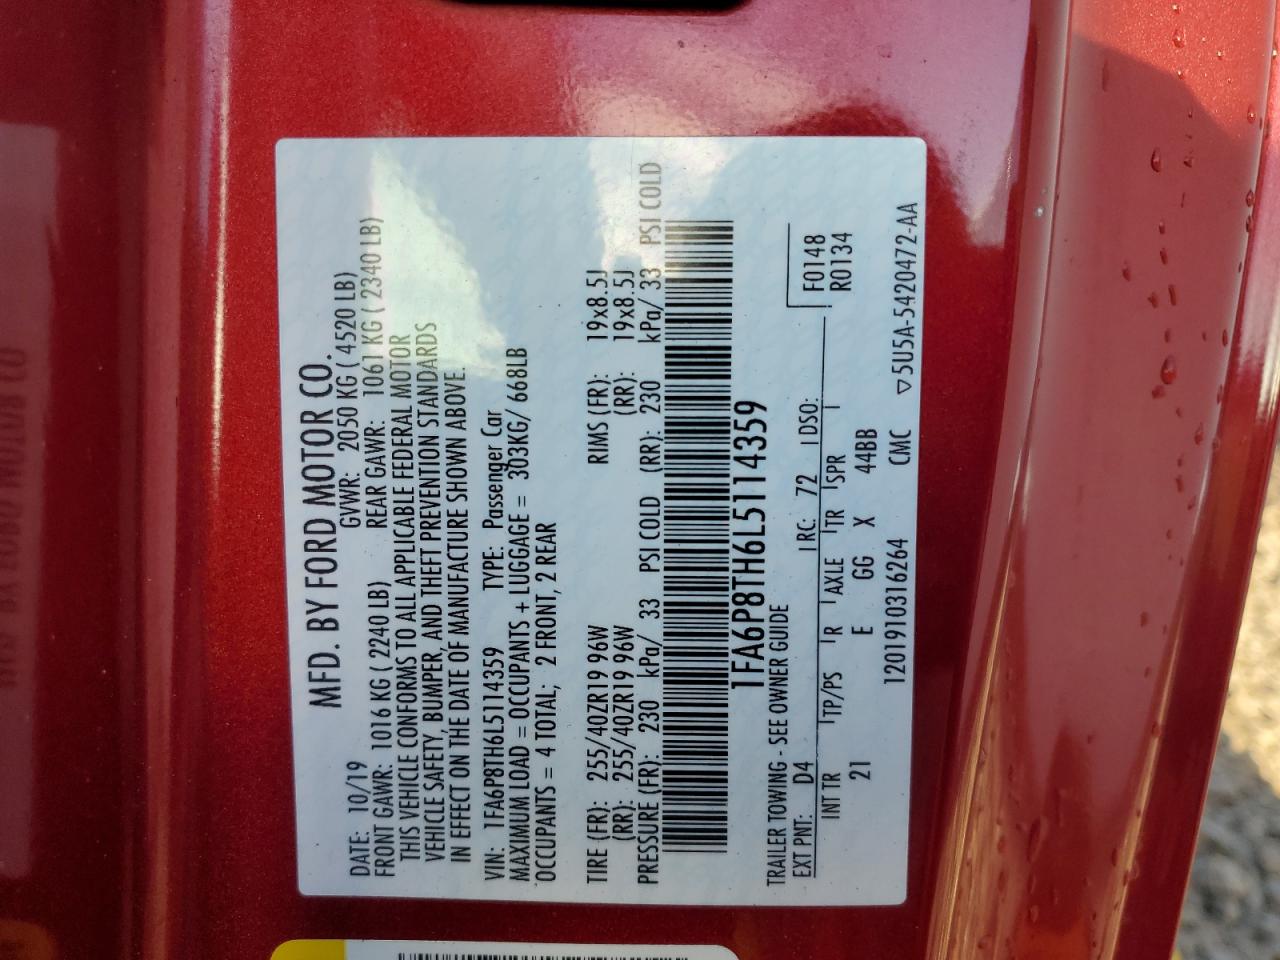 MFD. BY FORD MOTOR CO.
DATE: 10/19 GVWR: 2050 KG ( 4520 LB)
FRONT GAWR: 1016 KG ( 2240 LB) REAR GAWR: 1061 KG ( 2340 LB)
THIS VEHICLE CONFORMS TO ALL APPLICABLE FEDERAL MOTOR
VEHICLE SAFETY, BUMPER, AND THEFT PREVENTION STANDARDS
IN EFFECT ON THE DATE OF MANUFACTURE SHOWN ABOVE.
VIN: 1FA6P8TH6L5114359 TYPE: Passenger Car
MAXIMUM LOAD = OCCUPANTS + LUGGAGE = 303KG/ 668LB
OCCUPANTS = 4 TOTAL; 2 FRONT, 2 REAR
TIRE (FR): 255/40ZR19 96W RIMS (FR): 19x8.5J
(RR): 255/40ZR19 96W (RR): 19x8.5J
PRESSURE (FR): 230 kPa/ 33 PSI COLD (RR): 230 kPa/ 33 PSI COLD
1FA6P8TH6L5114359
TRAILER TOWING - SEE OWNER GUIDE
EXT PNT: D4 RC: 72 DSO: F0148
INT TR TP/PS R AXLE TR SPR R0134
21 E GG X 44BB
12019103162​64 CMC ▽5U5A-5420472-AA